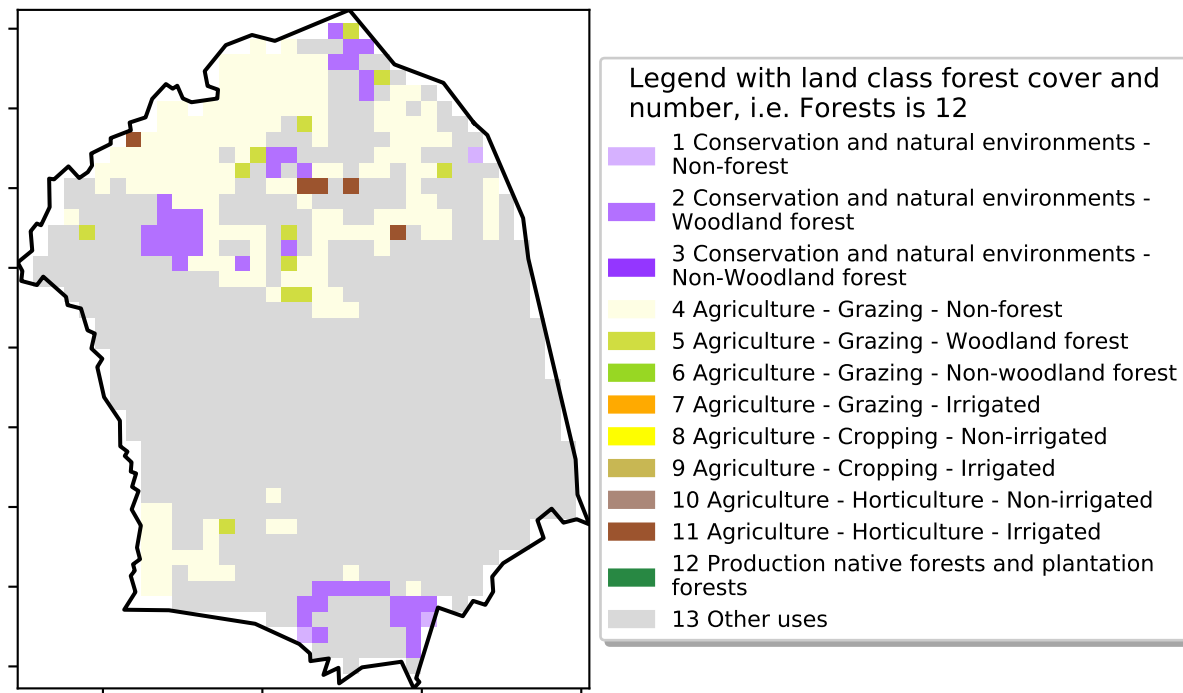 Legend with land class forest cover and
number, i.e. Forests is 12
1 Conservation and natural environments -
Non-forest
2 Conservation and natural environments -
Woodland forest
3 Conservation and natural environments -
Non-Woodland forest
4 Agriculture - Grazing - Non-forest
5 Agriculture - Grazing - Woodland forest
6 Agriculture - Grazing - Non-woodland forest
7 Agriculture - Grazing - Irrigated
8 Agriculture - Cropping - Non-irrigated
9 Agriculture - Cropping - Irrigated
10 Agriculture - Horticulture - Non-irrigated
11 Agriculture - Horticulture - Irrigated
12 Production native forests and plantation
forests
13 Other uses